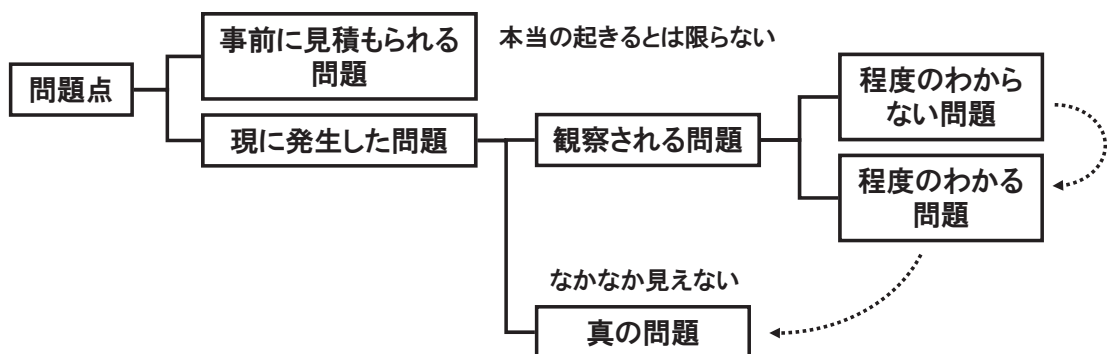 事前に見積もられる
問題
本当の起きるとは限らない
問題点
現に発生した問題
観察される問題
程度のわから
ない問題
程度のわかる
問題
なかなか見えない
真の問題